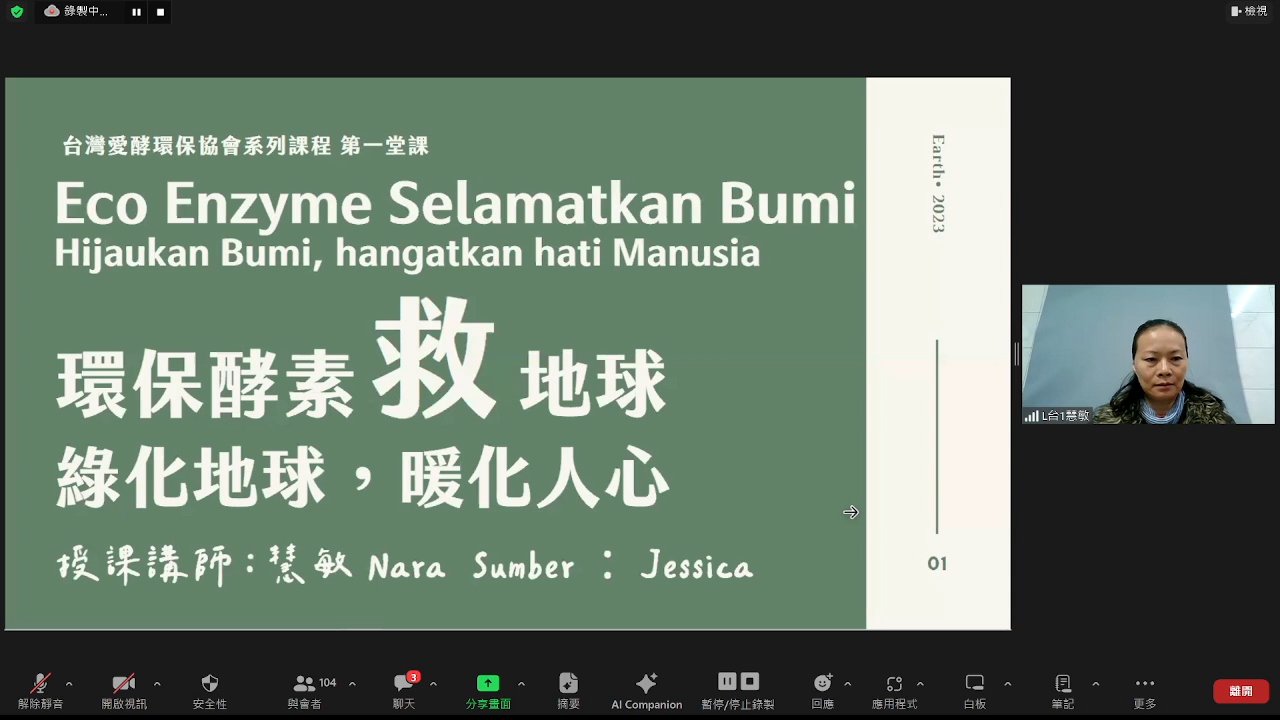 錄製中...
檢視
台灣愛酵環保協會系列課程 第一堂課
Eco Enzyme Selamatkan Bumi
Hijaukan Bumi, hangatkan hati Manusia
環保酵素救地球
綠化地球，暖化人心
授課講師：慧敏 Nara Sumber : Jessica
Earth• 2023
01
L台1慧敏
解除靜音
開啟視訊
安全性
104
與會者
3
聊天
分享畫面
摘要
AI Companion
暫停/停止錄製
回應
應用程式
白板
筆記
更多
離開